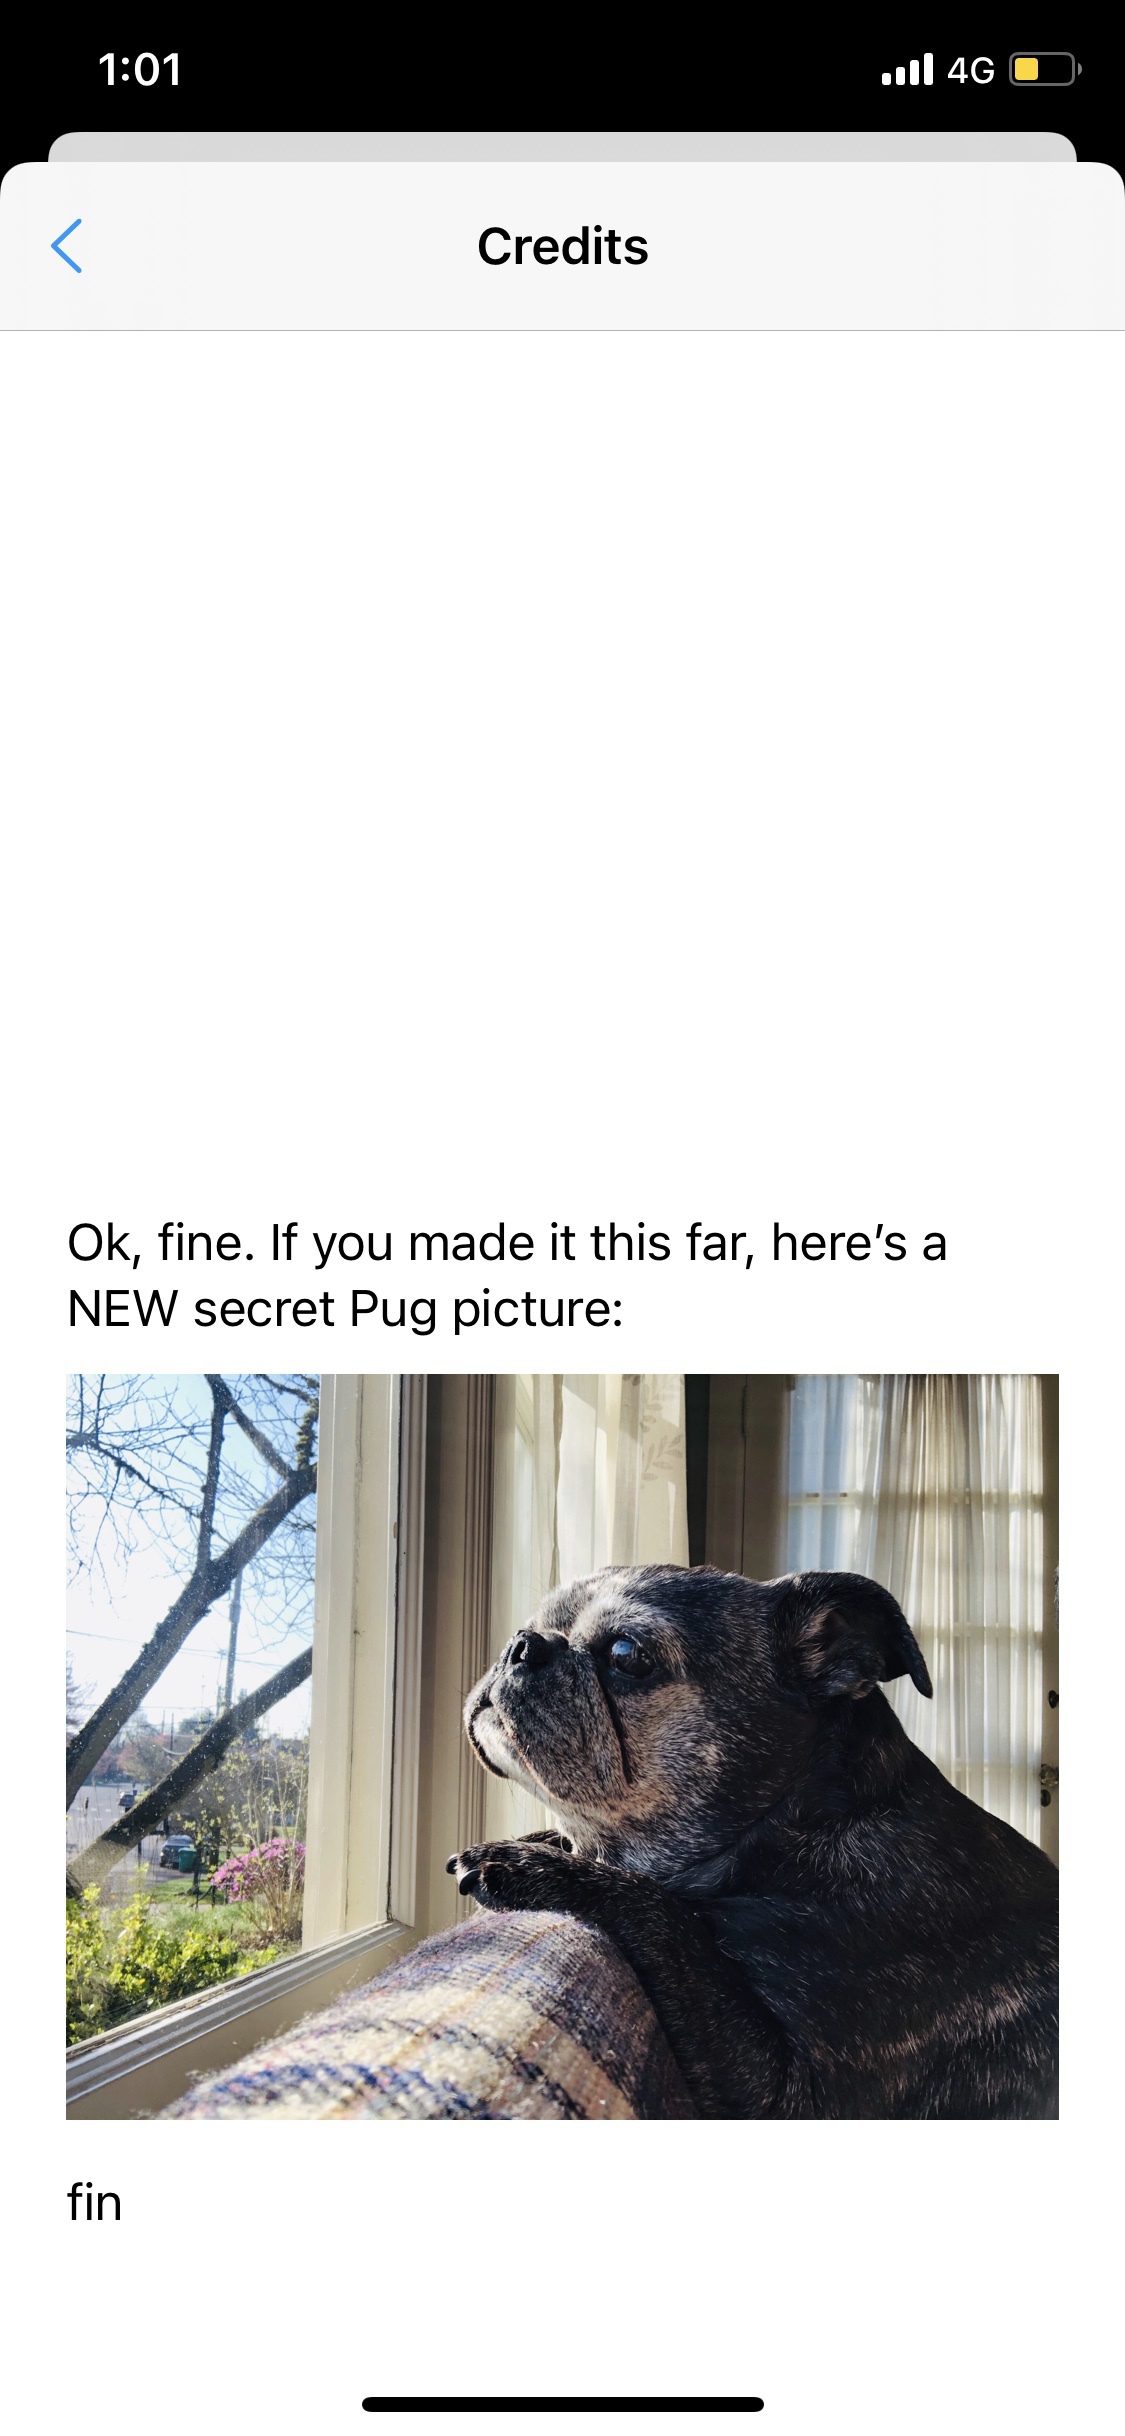 1:01
4G
Credits
Ok, fine. If you made it this far, here’s a
NEW secret Pug picture:
fin